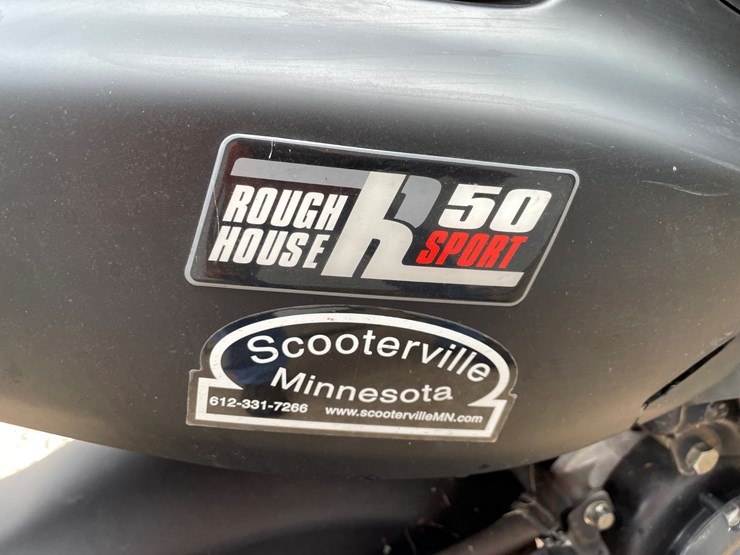 ROUGH
HOUSE
R
50
SPORT
Scooterville
Minnesota
612-331-7266 www.scootervilleMN.com